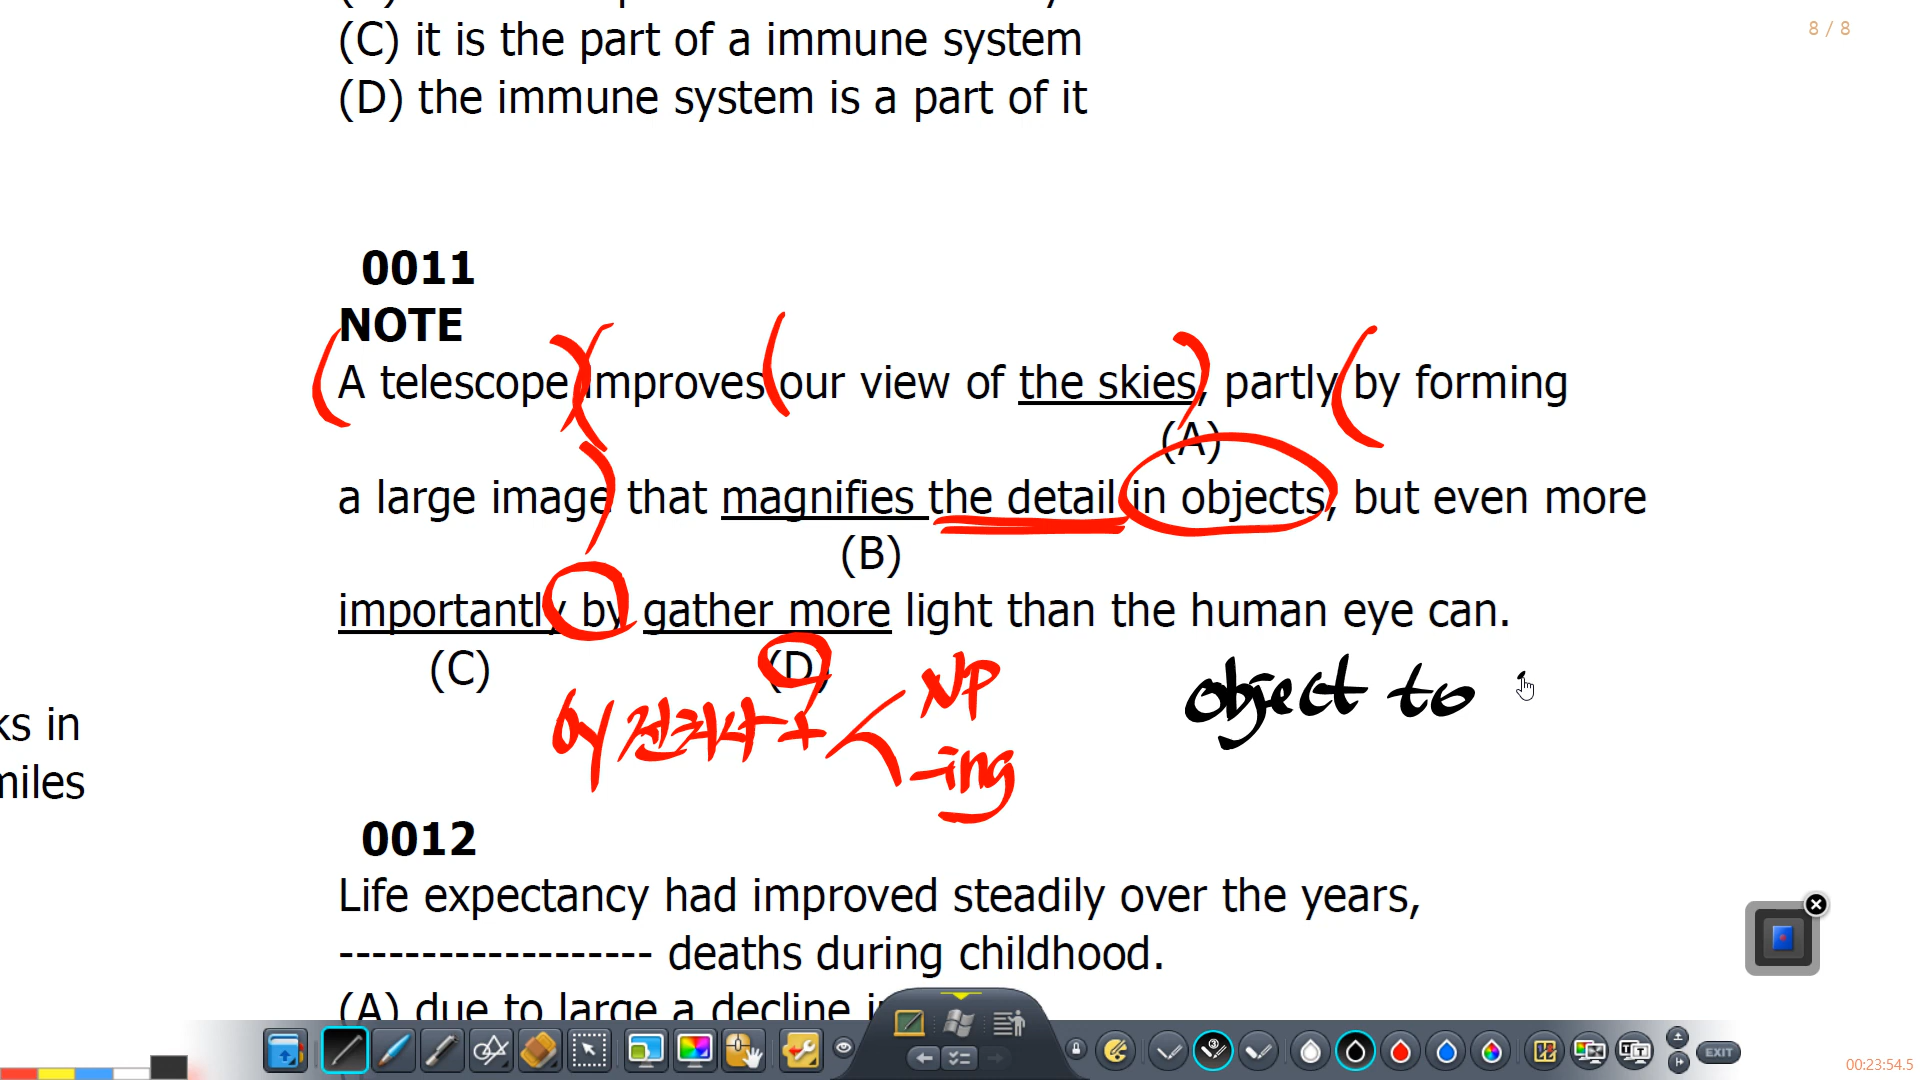 (C) it is the part of a immune system
8 / 8
(D) the immune system is a part of it
0011
NOTE
A telescope improves our view of the skies, partly by forming
(A)
a large image that magnifies the detail in objects, but even more
(B)
importantly by gather more light than the human eye can.
(C) (D)
object to
NP
by 전치사 +
-ing
ks in
miles
0012
Life expectancy had improved steadily over the years,
------------------- deaths during childhood.
(A) due to large a decline i
EXIT
00:23:54.5